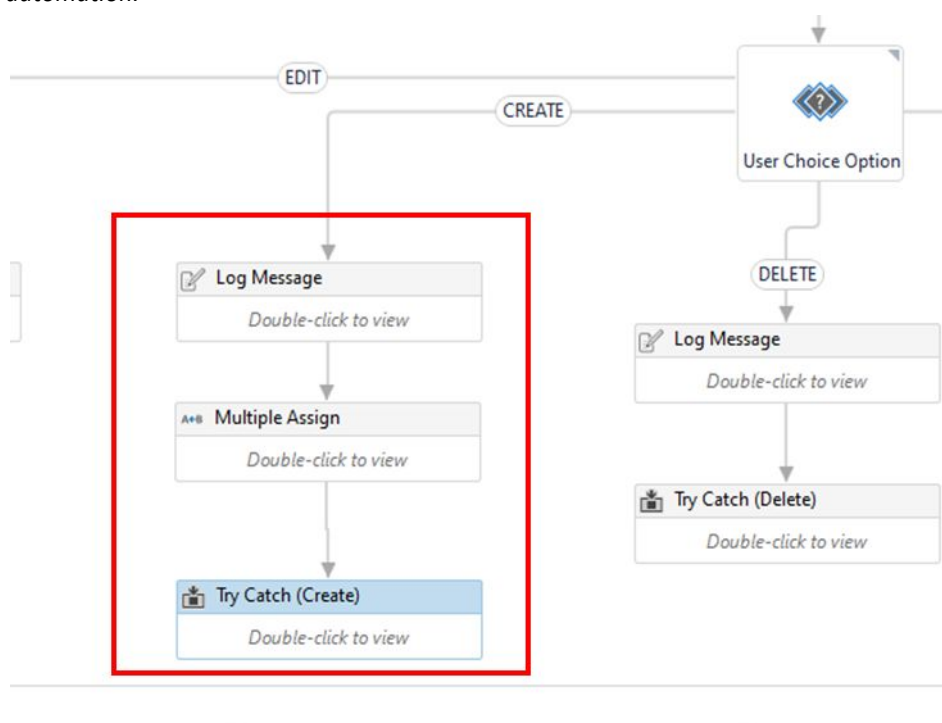 automation.
EDIT
CREATE
?
User Choice Option
Log Message
Double-click to view
A+B Multiple Assign
Double-click to view
Try Catch (Create)
Double-click to view
DELETE
Log Message
Double-click to view
Try Catch (Delete)
Double-click to view